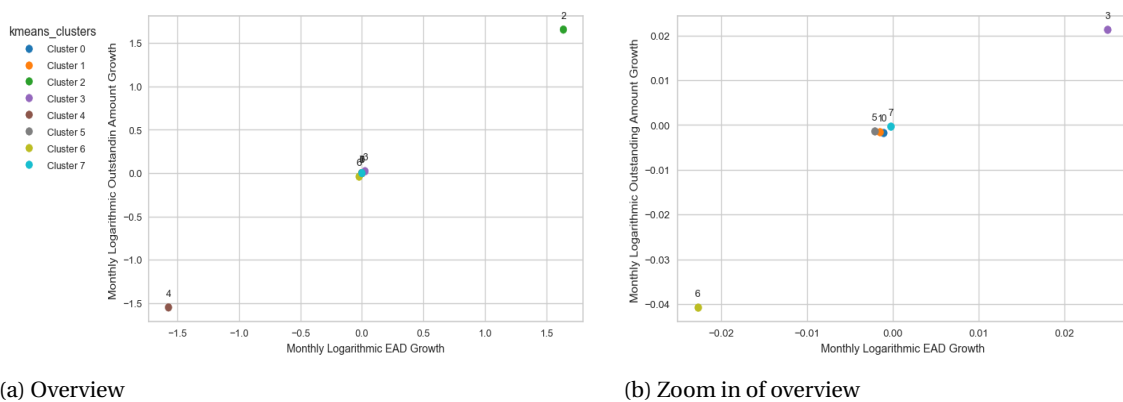 kmeans_clusters
Cluster 0
Cluster 1
Cluster 2
Cluster 3
Cluster 4
Cluster 5
Cluster 6
Cluster 7
Monthly Logarithmic Outstandin Amount Growth
1.5
1.0
0.5
0.0
−0.5
−1.0
−1.5
2
3
6
4
−1.5 −1.0 −0.5 0.0 0.5 1.0 1.5
Monthly Logarithmic EAD Growth
(a) Overview
Monthly Logarithmic Outstanding Amount Growth
0.02
0.01
0.00
−0.01
−0.02
−0.03
−0.04
3
7
5 1 0
6
−0.02 −0.01 0.00 0.01 0.02
Monthly Logarithmic EAD Growth
(b) Zoom in of overview